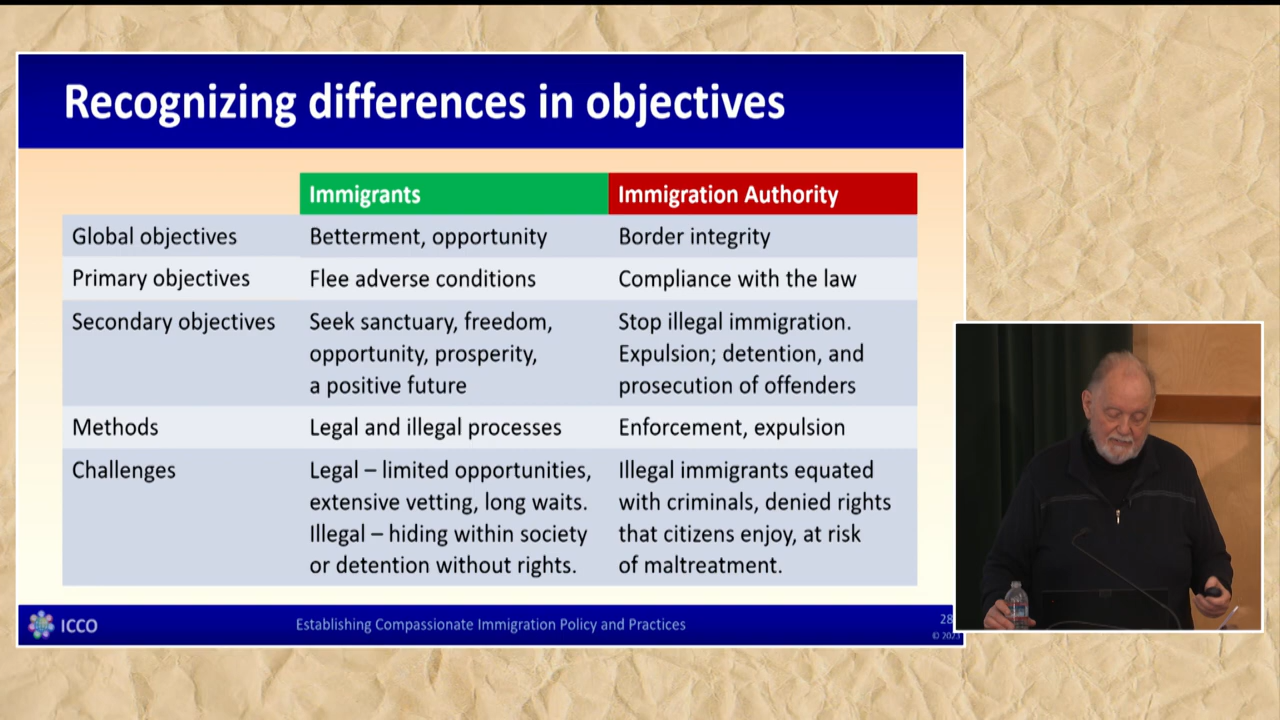 Recognizing differences in objectives
Immigrants
Immigration Authority
Global objectives
Betterment, opportunity
Border integrity
Primary objectives
Flee adverse conditions
Compliance with the law
Secondary objectives
Seek sanctuary, freedom,
opportunity, prosperity,
a positive future
Stop illegal immigration.
Expulsion; detention, and
prosecution of offenders
Methods
Legal and illegal processes
Enforcement, expulsion
Challenges
Legal – limited opportunities,
extensive vetting, long waits.
Illegal – hiding within society
or detention without rights.
Illegal immigrants equated
with criminals, denied rights
that citizens enjoy, at risk
of maltreatment.
ICCO
Establishing Compassionate Immigration Policy and Practices
28
© 2023